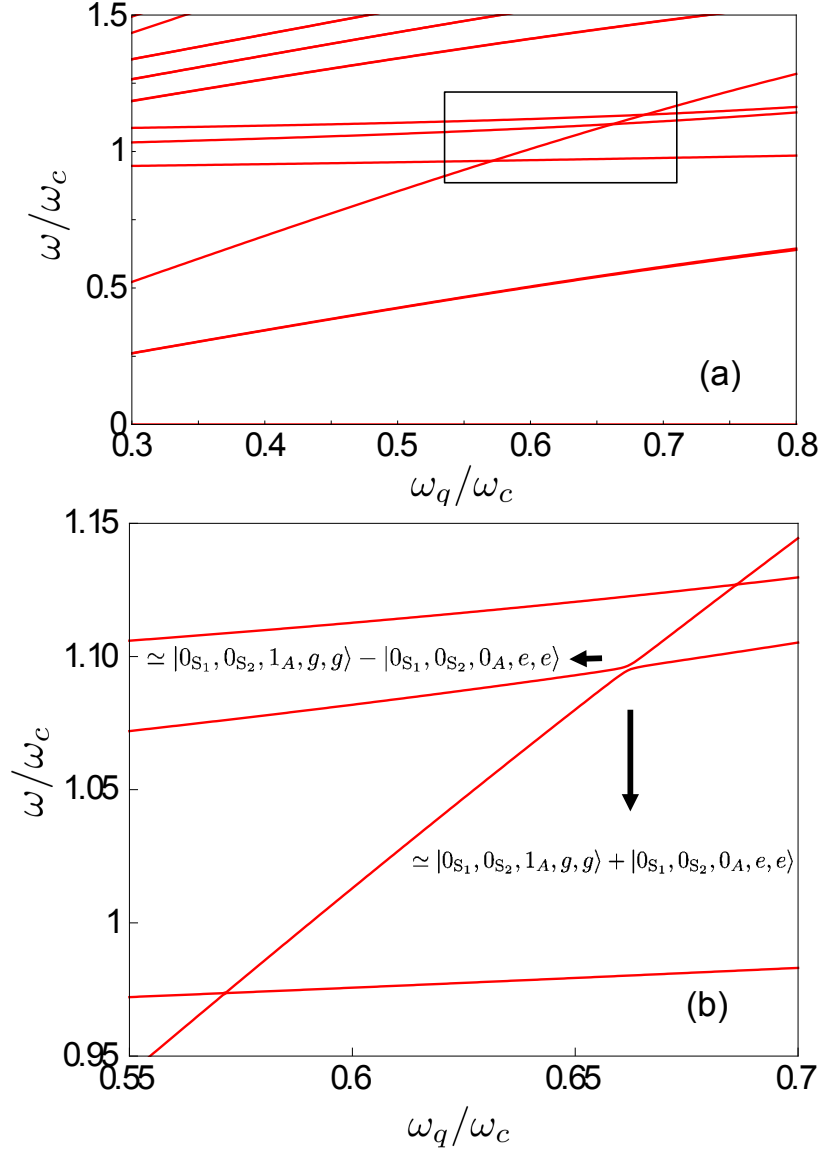 1.5
1
0.5
0
ω/ω_c
(a)
0.3 0.4 0.5 0.6 0.7 0.8
ω_q/ω_c
1.15
1.10
1.05
1
0.95
ω/ω_c
≃ |0_{S_1}, 0_{S_2}, 1_A, g, g⟩ − |0_{S_1}, 0_{S_2}, 0_A, e, e⟩
≃ |0_{S_1}, 0_{S_2}, 1_A, g, g⟩ + |0_{S_1}, 0_{S_2}, 0_A, e, e⟩
(b)
0.55 0.6 0.65 0.7
ω_q/ω_c